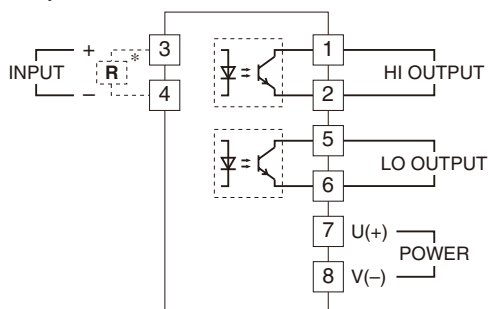 + 3 1
INPUT R * HI OUTPUT
– 4 2
5
LO OUTPUT
6
7 U(+)
POWER
8 V(–)